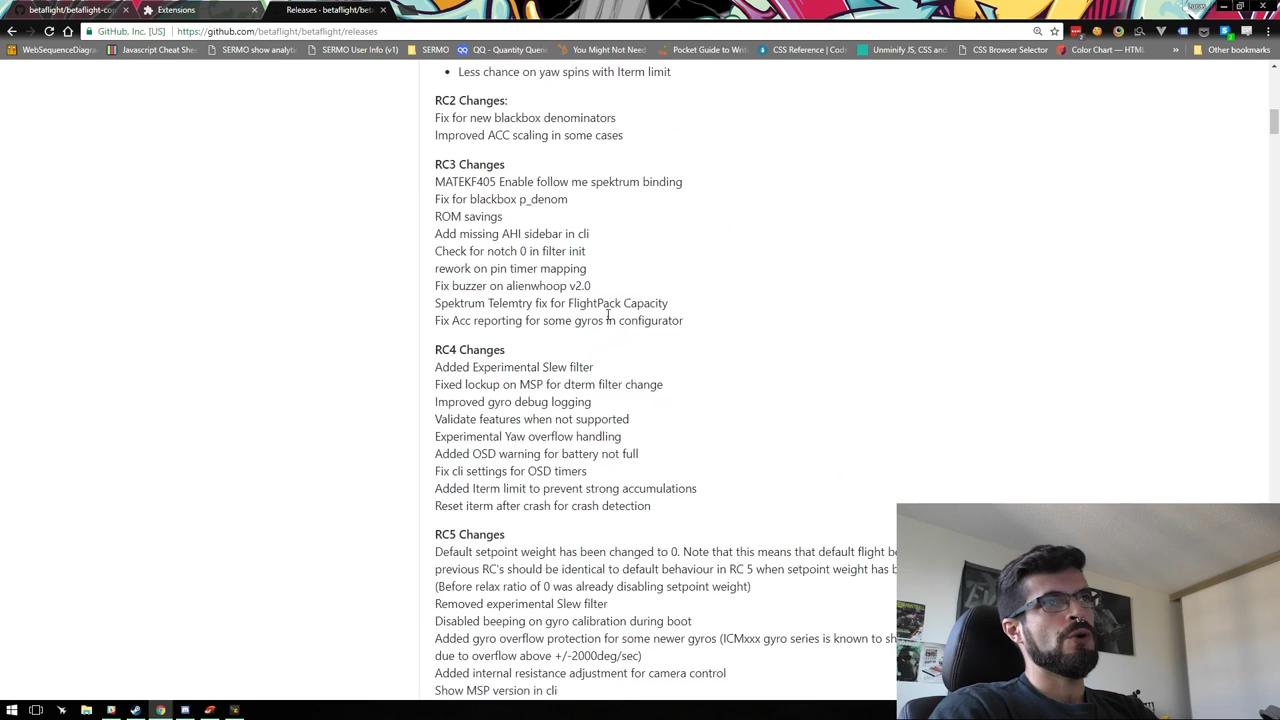 betaflight/betaflight-con
Extensions
Releases · betaflight/bet
GitHub, Inc. [US]
https://github.com/betaflight/betaflight/releases
WebSequenceDiagra
Javascript Cheat She
SERMO show analytic
SERMO User Info (v1)
SERMO
QQ - Quantity Quen
You Might Not Need
Pocket Guide to Writ
CSS Reference | Cod
Unminify JS, CSS and
CSS Browser Selector
Color Chart — HTML
»
Other bookmarks
• Less chance on yaw spins with Iterm limit
RC2 Changes:
Fix for new blackbox denominators
Improved ACC scaling in some cases
RC3 Changes
MATEKF405 Enable follow me spektrum binding
Fix for blackbox p_denom
ROM savings
Add missing AHI sidebar in cli
Check for notch 0 in filter init
rework on pin timer mapping
Fix buzzer on alienwhoop v2.0
Spektrum Telemtry fix for FlightPack Capacity
Fix Acc reporting for some gyros in configurator
RC4 Changes
Added Experimental Slew filter
Fixed lockup on MSP for dterm filter change
Improved gyro debug logging
Validate features when not supported
Experimental Yaw overflow handling
Added OSD warning for battery not full
Fix cli settings for OSD timers
Added Iterm limit to prevent strong accumulations
Reset iterm after crash for crash detection
RC5 Changes
Default setpoint weight has been changed to 0. Note that this means that default flight be
previous RC's should be identical to default behaviour in RC 5 when setpoint weight has b
(Before relax ratio of 0 was already disabling setpoint weight)
Removed experimental Slew filter
Disabled beeping on gyro calibration during boot
Added gyro overflow protection for some newer gyros (ICMxxx gyro series is known to sh
due to overflow above +/-2000deg/sec)
Added internal resistance adjustment for camera control
Show MSP version in cli